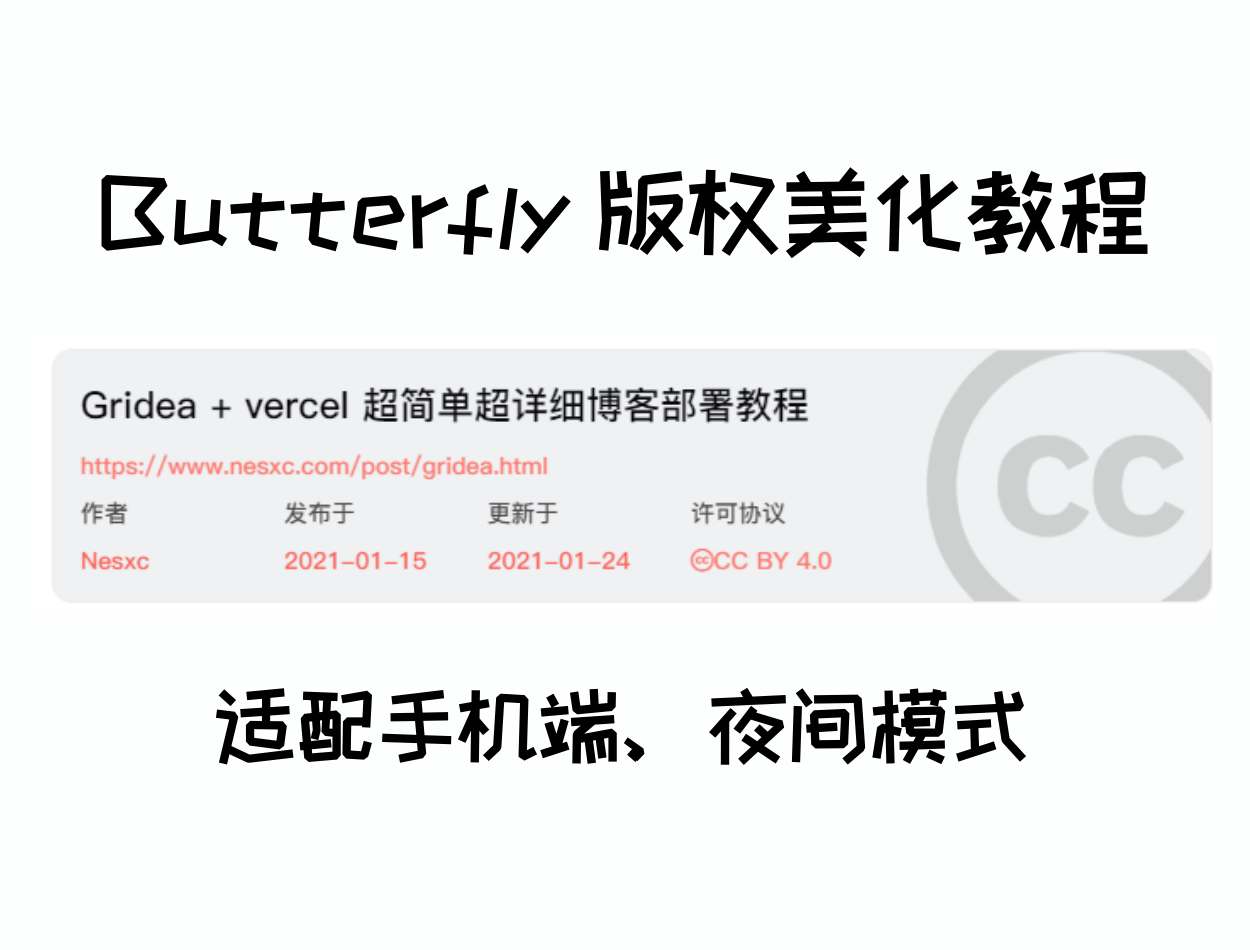 Butterfly 版权美化教程
Gridea + vercel 超简单超详细博客部署教程
https://www.nesxc.com/post/gridea.html
作者 发布于 更新于 许可协议
Nesxc 2021-01-15 2021-01-24 ccCC BY 4.0
cc
适配手机端、夜间模式